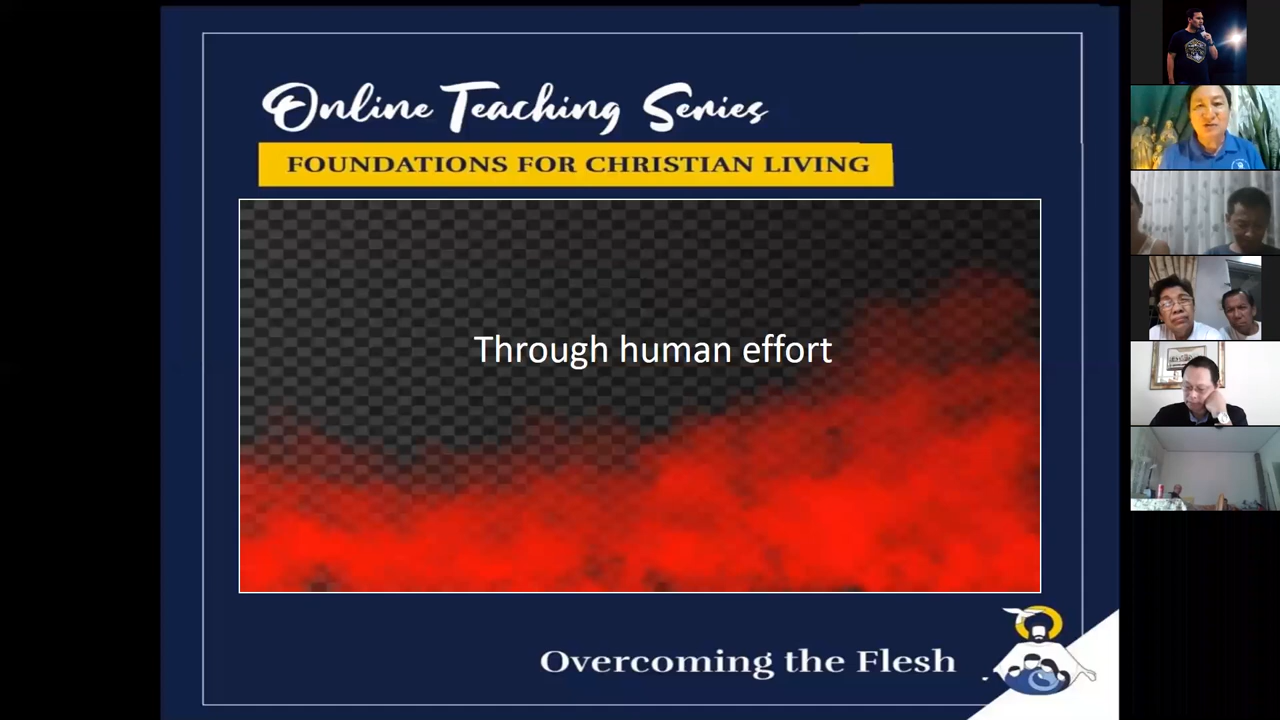 Online Teaching Series
FOUNDATIONS FOR CHRISTIAN LIVING
Through human effort
Overcoming the Flesh